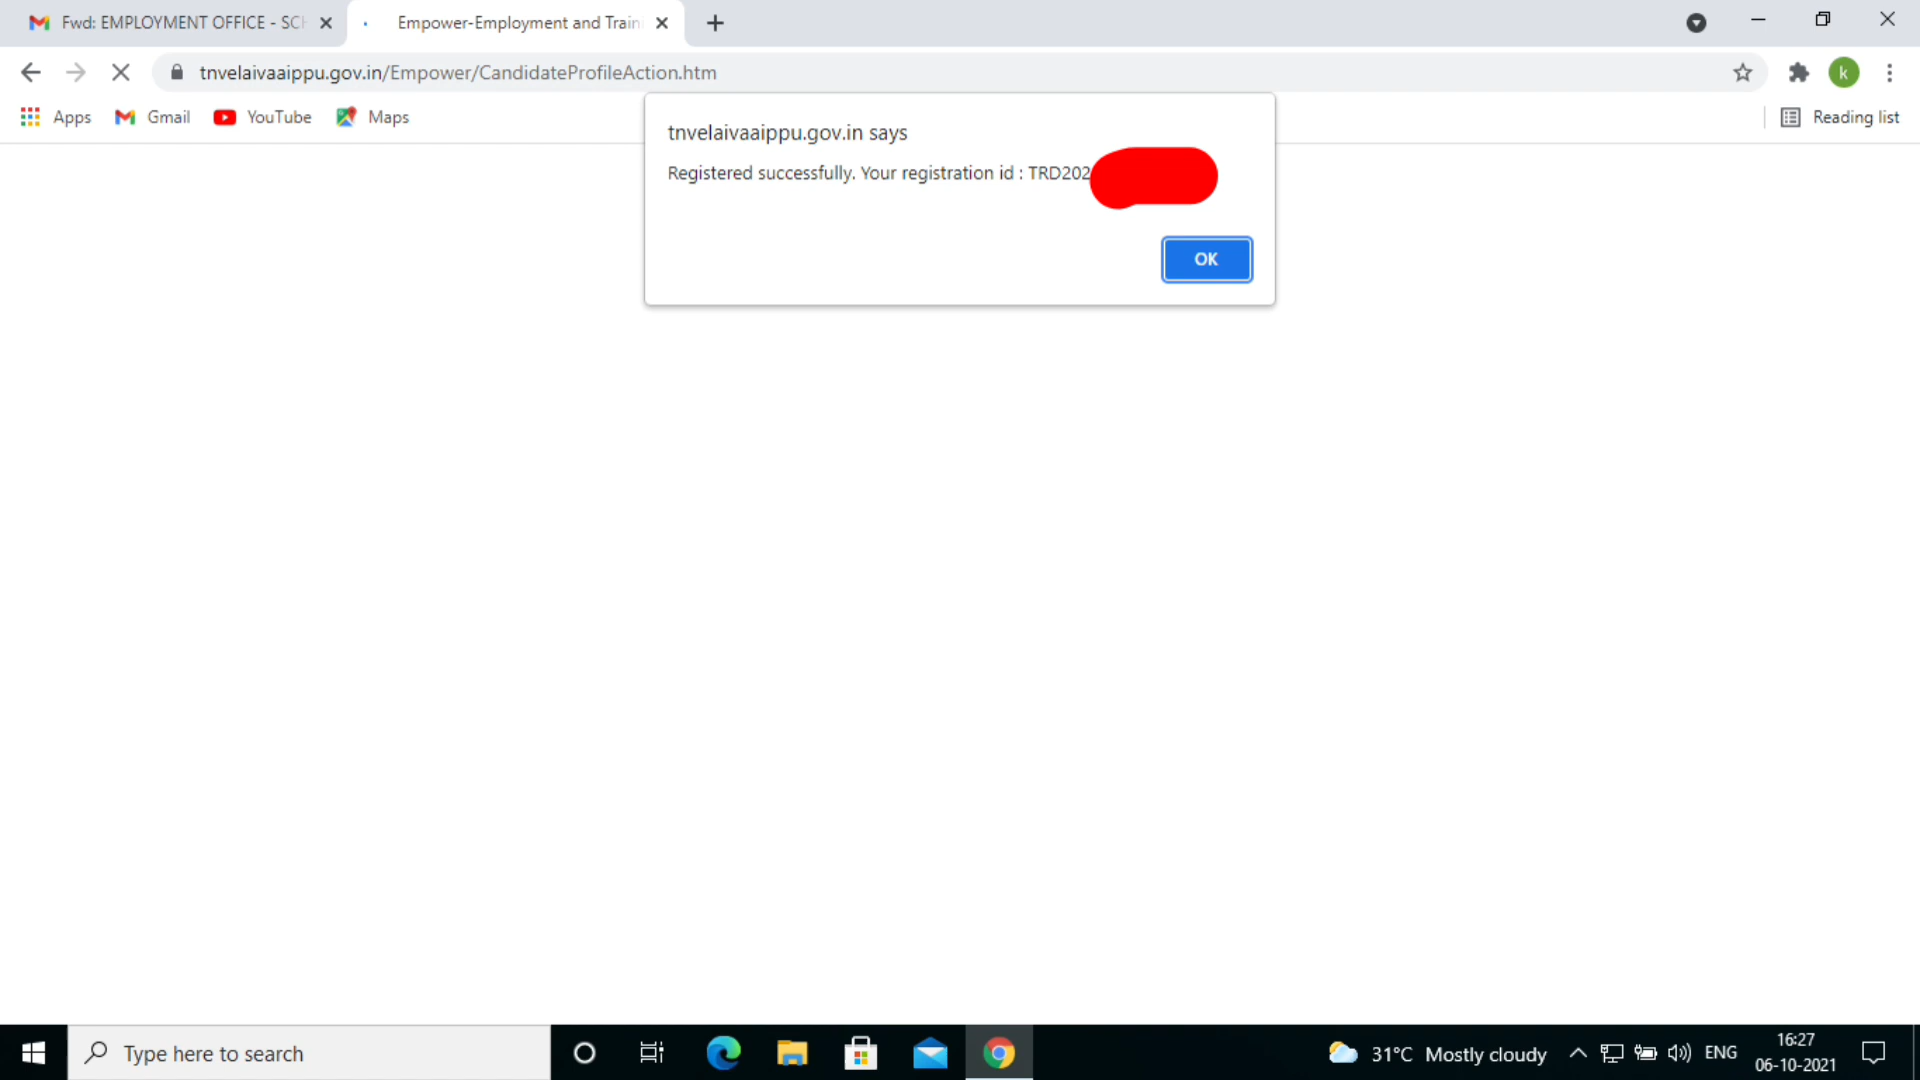 Fwd: EMPLOYMENT OFFICE - SCH
Empower-Employment and Traini
tnvelaivaaippu.gov.in/Empower/CandidateProfileAction.htm
k
Apps
Gmail
YouTube
Maps
Reading list
tnvelaivaaippu.gov.in says
Registered successfully. Your registration id : TRD202
OK
Type here to search
31°C Mostly cloudy
ENG
16:27
06-10-2021